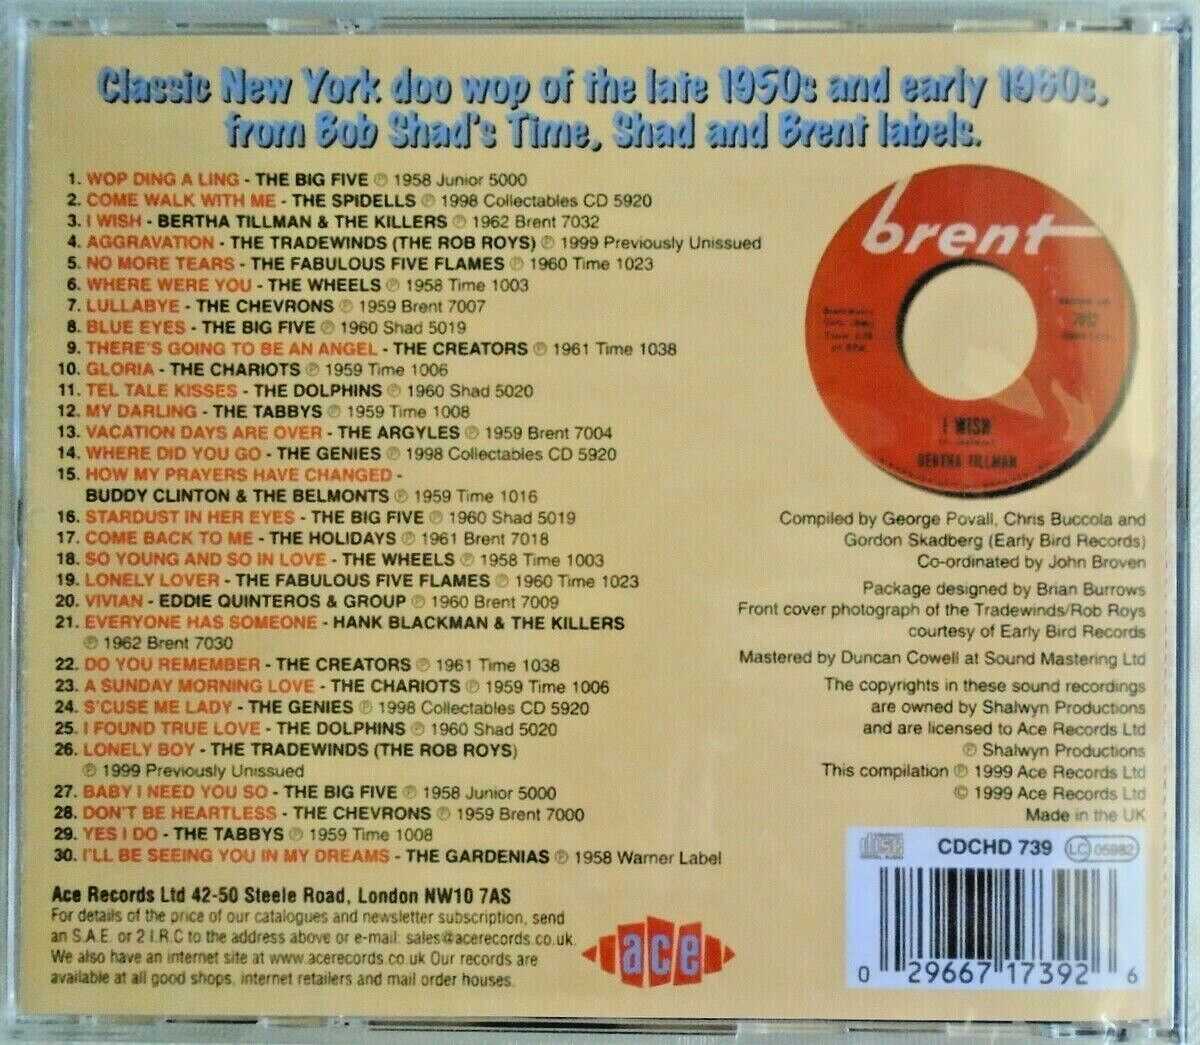 Classic New York doo wop of the late 1950s and early 1960s,
from Bob Shad's Time, Shad and Brent labels.
1. WOP DING A LING - THE BIG FIVE ℗ 1958 Junior 5000
2. COME WALK WITH ME - THE SPIDELLS ℗ 1998 Collectables CD 5920
3. I WISH - BERTHA TILLMAN & THE KILLERS ℗ 1962 Brent 7032
4. AGGRAVATION - THE TRADEWINDS (THE ROB ROYS) ℗ 1999 Previously Unissued
5. NO MORE TEARS - THE FABULOUS FIVE FLAMES ℗ 1960 Time 1023
6. WHERE WERE YOU - THE WHEELS ℗ 1958 Time 1003
7. LULLABYE - THE CHEVRONS ℗ 1959 Brent 7007
8. BLUE EYES - THE BIG FIVE ℗ 1960 Shad 5019
9. THERE'S GOING TO BE AN ANGEL - THE CREATORS ℗ 1961 Time 1038
10. GLORIA - THE CHARIOTS ℗ 1959 Time 1006
11. TEL TALE KISSES - THE DOLPHINS ℗ 1960 Shad 5020
12. MY DARLING - THE TABBYS ℗ 1959 Time 1008
13. VACATION DAYS ARE OVER - THE ARGYLES ℗ 1959 Brent 7004
14. WHERE DID YOU GO - THE GENIES ℗ 1998 Collectables CD 5920
15. HOW MY PRAYERS HAVE CHANGED -
BUDDY CLINTON & THE BELMONTS ℗ 1959 Time 1016
16. STARDUST IN HER EYES - THE BIG FIVE ℗ 1960 Shad 5019
17. COME BACK TO ME - THE HOLIDAYS ℗ 1961 Brent 7018
18. SO YOUNG AND SO IN LOVE - THE WHEELS ℗ 1958 Time 1003
19. LONELY LOVER - THE FABULOUS FIVE FLAMES ℗ 1960 Time 1023
20. VIVIAN - EDDIE QUINTEROS & GROUP ℗ 1960 Brent 7009
21. EVERYONE HAS SOMEONE - HANK BLACKMAN & THE KILLERS
℗ 1962 Brent 7030
22. DO YOU REMEMBER - THE CREATORS ℗ 1961 Time 1038
23. A SUNDAY MORNING LOVE - THE CHARIOTS ℗ 1959 Time 1006
24. S'CUSE ME LADY - THE GENIES ℗ 1998 Collectables CD 5920
25. I FOUND TRUE LOVE - THE DOLPHINS ℗ 1960 Shad 5020
26. LONELY BOY - THE TRADEWINDS (THE ROB ROYS)
℗ 1999 Previously Unissued
27. BABY I NEED YOU SO - THE BIG FIVE ℗ 1958 Junior 5000
28. DON'T BE HEARTLESS - THE CHEVRONS ℗ 1959 Brent 7000
29. YES I DO - THE TABBYS ℗ 1959 Time 1008
30. I'LL BE SEEING YOU IN MY DREAMS - THE GARDENIAS ℗ 1958 Warner Label
Ace Records Ltd 42-50 Steele Road, London NW10 7AS
For details of the price of our catalogues and newsletter subscription, send
an S.A.E. or 2 I.R.C to the address above or e-mail: sales@acerecords.co.uk.
We also have an internet site at www.acerecords.co.uk Our records are
available at all good shops, internet retailers and mail order houses.
ace
brent
7032
I WISH
BERTHA TILLMAN
Compiled by George Povall, Chris Buccola and
Gordon Skadberg (Early Bird Records)
Co-ordinated by John Broven
Package designed by Brian Burrows
Front cover photograph of the Tradewinds/Rob Roys
courtesy of Early Bird Records
Mastered by Duncan Cowell at Sound Mastering Ltd
The copyrights in these sound recordings
are owned by Shalwyn Productions
and are licensed to Ace Records Ltd
℗ Shalwyn Productions
This compilation ℗ 1999 Ace Records Ltd
© 1999 Ace Records Ltd
Made in the UK
COMPACT disc DIGITAL AUDIO
CDCHD 739
LC 05982
0 29667 17392 6